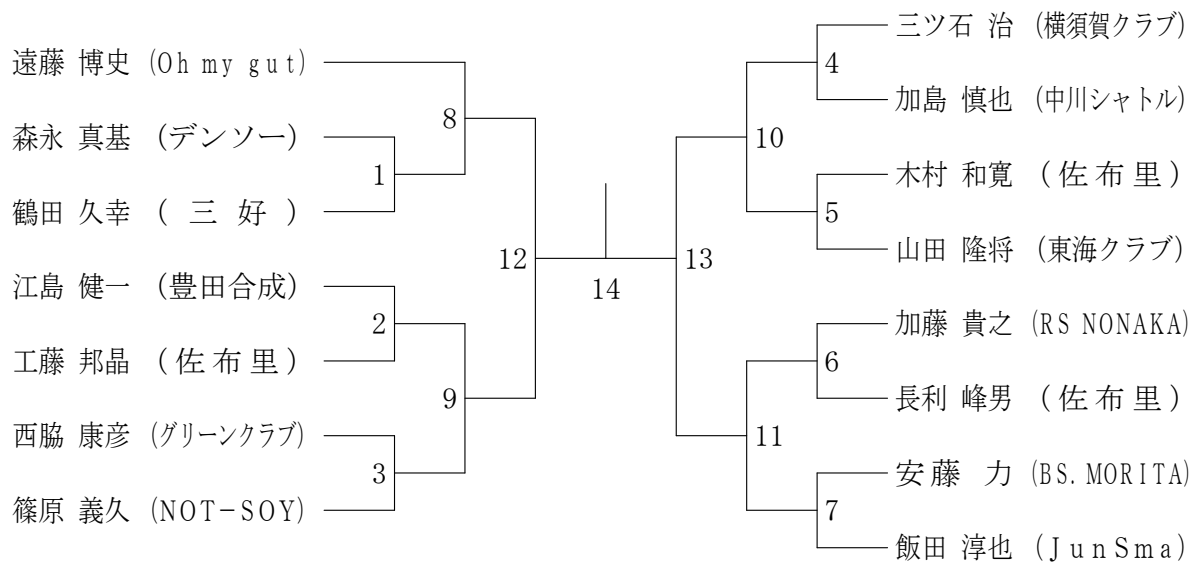 遠藤 博史 (Oh my gut)
森永 真基 (デンソー)
鶴田 久幸 (三好)
江島 健一 (豊田合成)
工藤 邦晶 (佐布里)
西脇 康彦 (グリーンクラブ)
篠原 義久 (NOT-SOY)
8
1
2
9
3
12
14
13
10
4
5
11
6
7
三ツ石 治 (横須賀クラブ)
加島 慎也 (中川シャトル)
木村 和寛 (佐布里)
山田 隆将 (東海クラブ)
加藤 貴之 (RS NONAKA)
長利 峰男 (佐布里)
安藤 力 (BS.MORITA)
飯田 淳也 (JunSma)